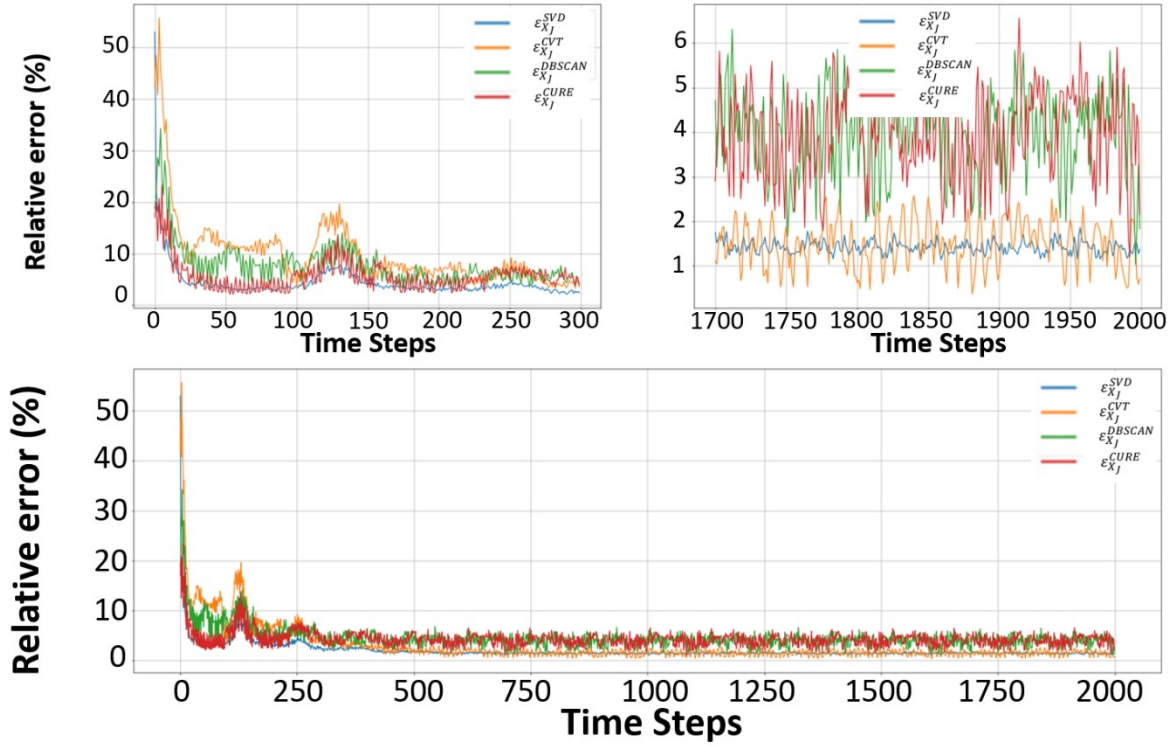 Relative error (%)
50
40
30
20
10
0
ε_{X_J}^{SVD}
ε_{X_J}^{CVT}
ε_{X_J}^{DBSCAN}
ε_{X_J}^{CURE}
0 50 100 150 200 250 300
Time Steps
6
5
4
3
2
1
ε_{X_J}^{SVD}
ε_{X_J}^{CVT}
ε_{X_J}^{DBSCAN}
ε_{X_J}^{CURE}
1700 1750 1800 1850 1900 1950 2000
Time Steps
Relative error (%)
50
40
30
20
10
0
ε_{X_J}^{SVD}
ε_{X_J}^{CVT}
ε_{X_J}^{DBSCAN}
ε_{X_J}^{CURE}
0 250 500 750 1000 1250 1500 1750 2000
Time Steps